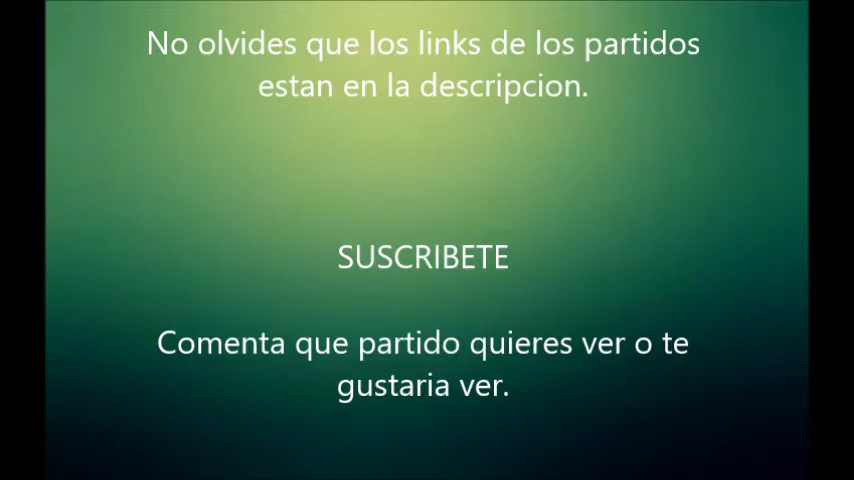 No olvides que los links de los partidos
estan en la descripcion.
SUSCRIBETE
Comenta que partido quieres ver o te
gustaria ver.